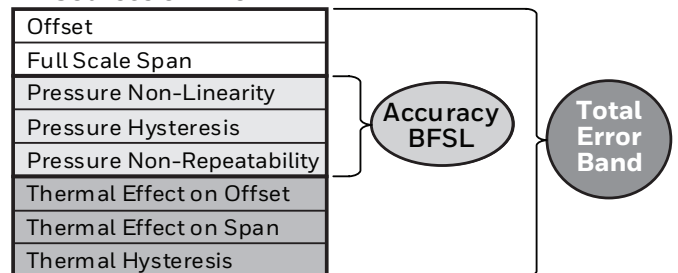 Offset
Full Scale Span
Pressure Non-Linearity
Pressure Hysteresis
Pressure Non-Repeatability
Thermal Effect on Offset
Thermal Effect on Span
Thermal Hysteresis
Accuracy
BFSL
Total
Error
Band